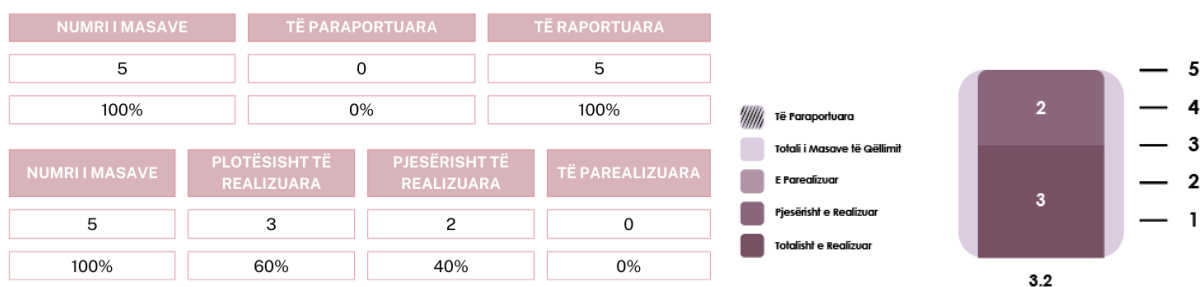 NUMRI I MASAVE TË PARAPORTUARA TË RAPORTUARA
5 0 5
100% 0% 100%
NUMRI I MASAVE PLOTËSISHT TË REALIZUARA PJESËRISHT TË REALIZUARA TË PAREALIZUARA
5 3 2 0
100% 60% 40% 0%
Të Paraportuara
Totali i Masave të Qëllimit
E Parealizuar
Pjesërisht e Realizuar
Totalisht e Realizuar
2
3
3.2
5
4
3
2
1